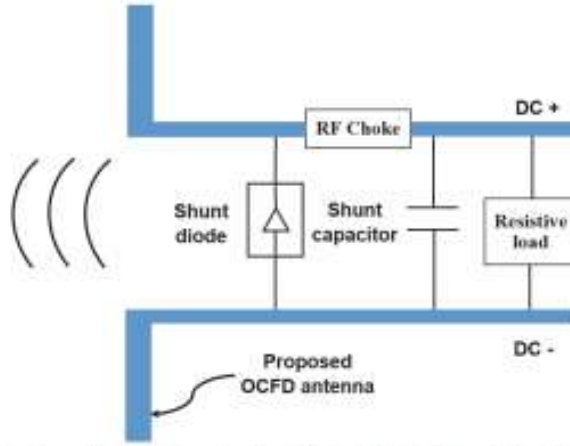 DC +
RF Choke
Shunt
diode
Shunt
capacitor
Resistive
load
DC -
Proposed
OCFD antenna